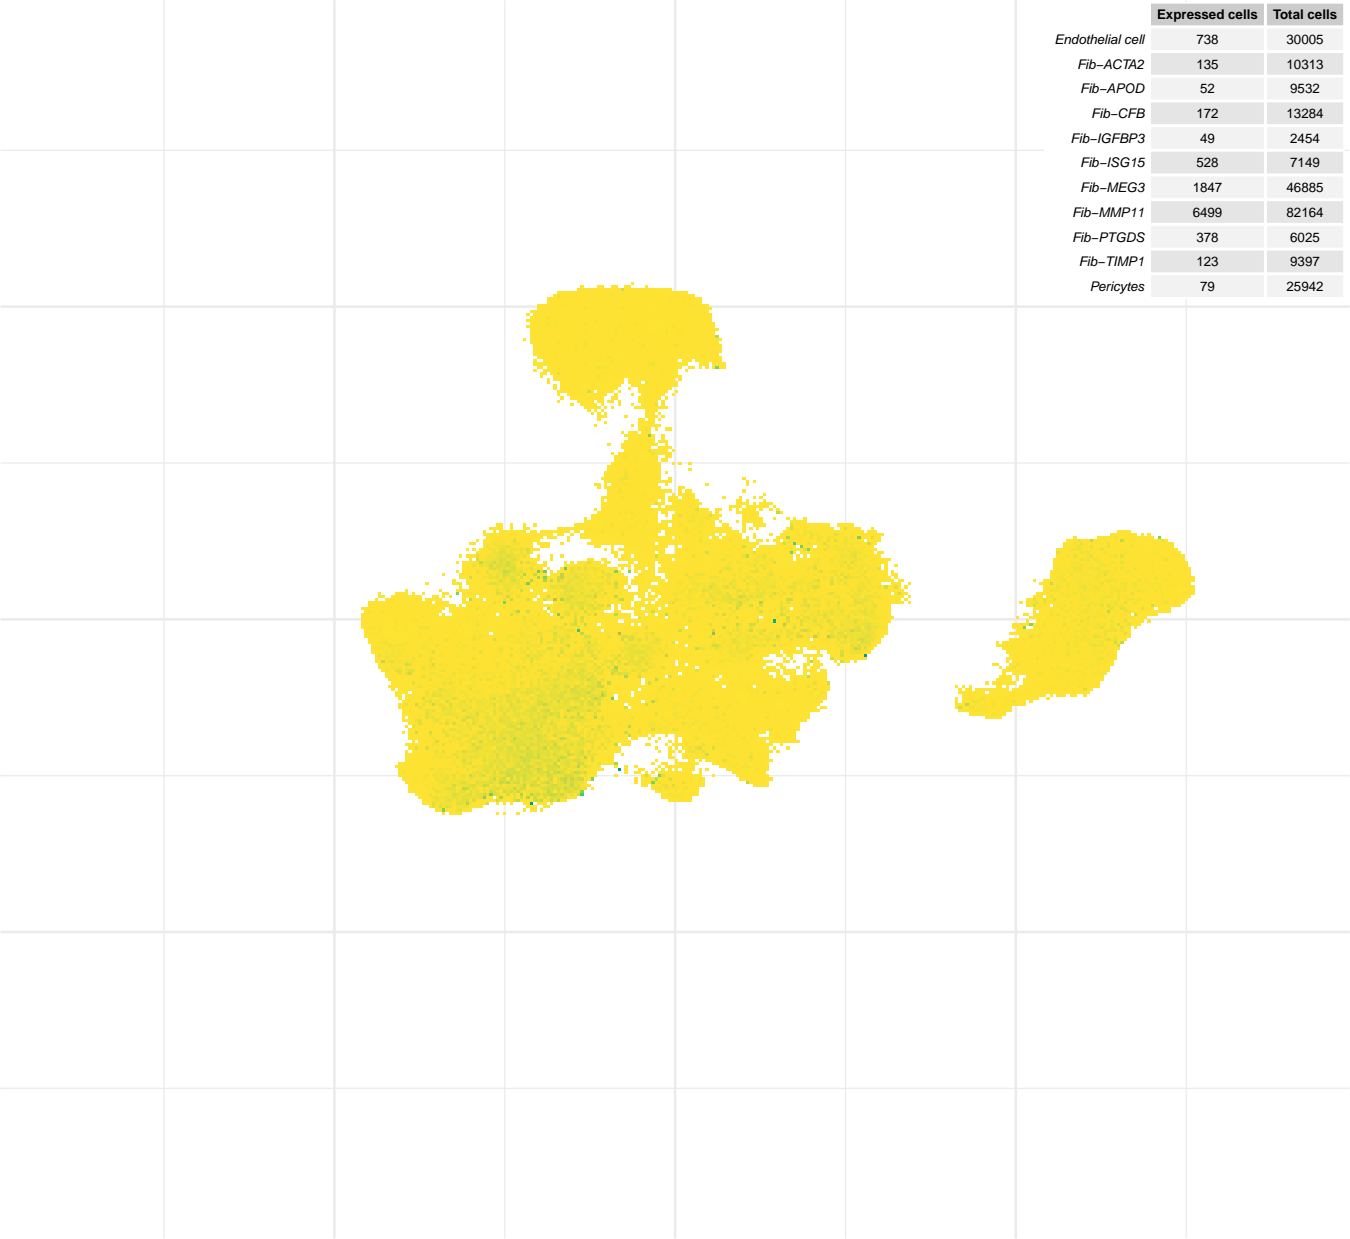 Expressed cells Total cells
Endothelial cell 738 30005
Fib−ACTA2 135 10313
Fib−APOD 52 9532
Fib−CFB 172 13284
Fib−IGFBP3 49 2454
Fib−ISG15 528 7149
Fib−MEG3 1847 46885
Fib−MMP11 6499 82164
Fib−PTGDS 378 6025
Fib−TIMP1 123 9397
Pericytes 79 25942